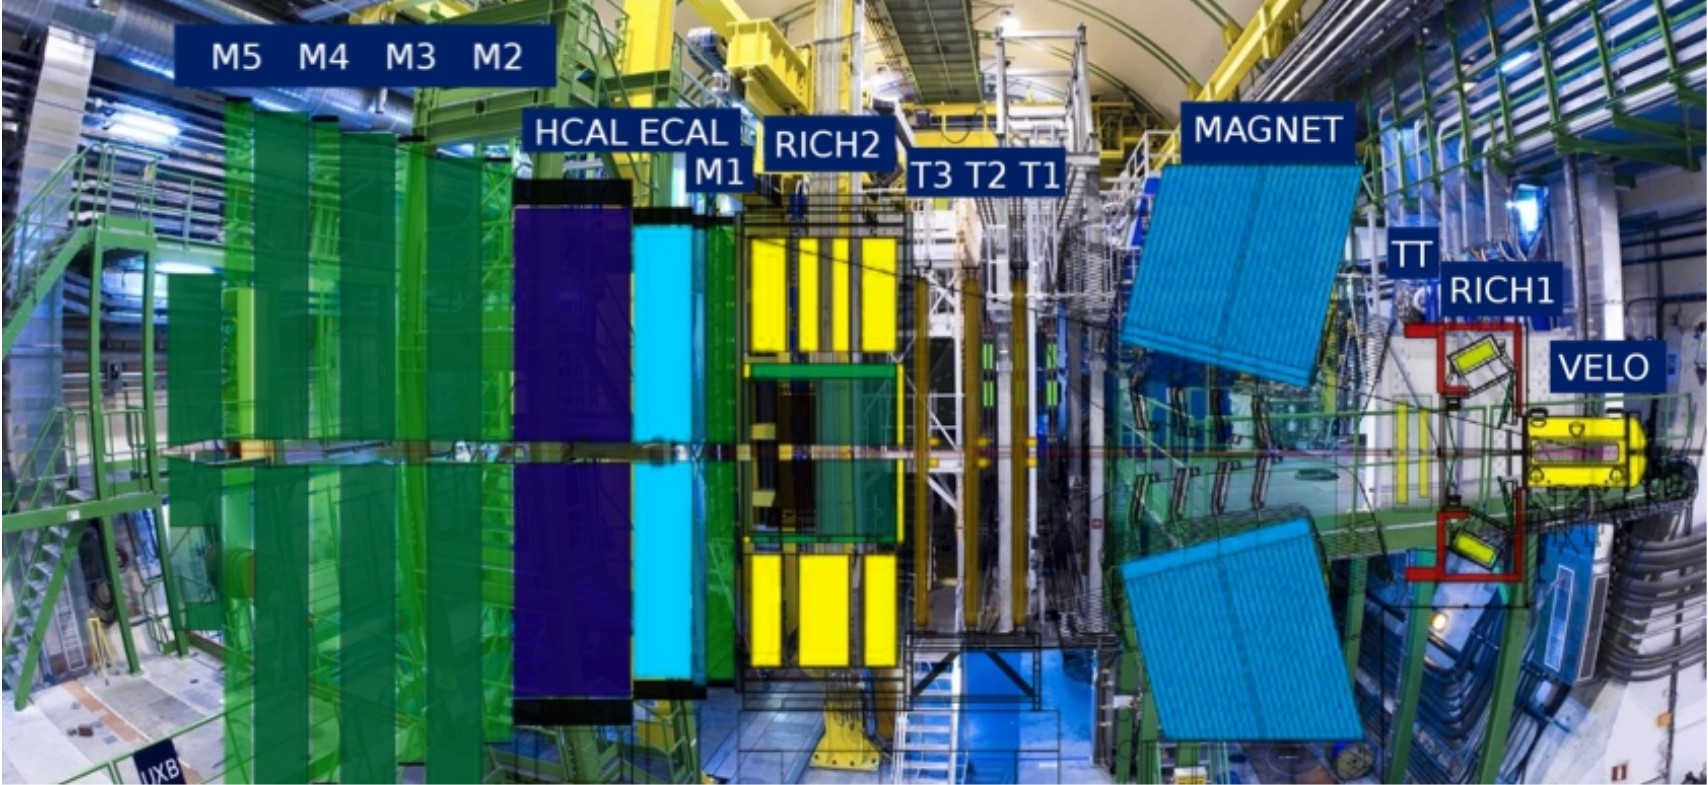 M5 M4 M3 M2
HCAL ECAL
M1
RICH2
T3 T2 T1
MAGNET
TT
RICH1
VELO
UXB